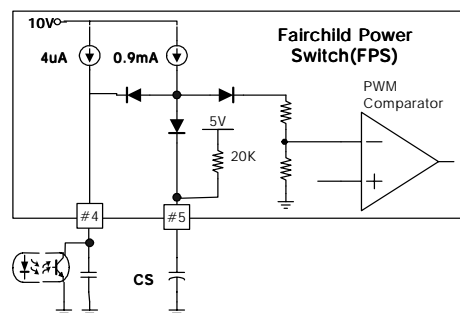 10V
Fairchild Power
Switch(FPS)
4uA
0.9mA
PWM
Comparator
5V
20K
−
+
#4
#5
CS